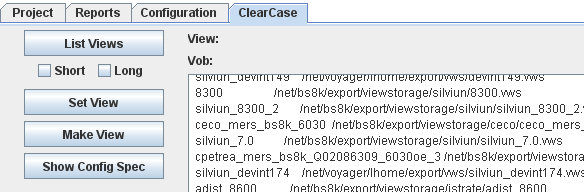 Project Reports Configuration ClearCase
List Views
Short Long
Set View
Make View
Show Config Spec
View:
Vob:
silviun_devint149 /net/voyager/lhome/export/vws/devint149.vws
8300 /net/bs8k/export/viewstorage/silviun/8300.vws
silviun_8300_2 /net/bs8k/export/viewstorage/silviun/silviun_8300_2.v
ceco_mers_bs8k_6030 /net/bs8k/export/viewstorage/ceco/ceco_mers_
silviun_7.0 /net/bs8k/export/viewstorage/silviun/silviun_7.0.vws
cpetrea_mers_bs8k_Q02086309_6030oe_3 /net/bs8k/export/viewstorag
silviun_devint174 /net/voyager/lhome/export/vws/silviun_devint174.vws
adist_8600 /net/bs8k/export/viewstorage/istrate/adist_8600